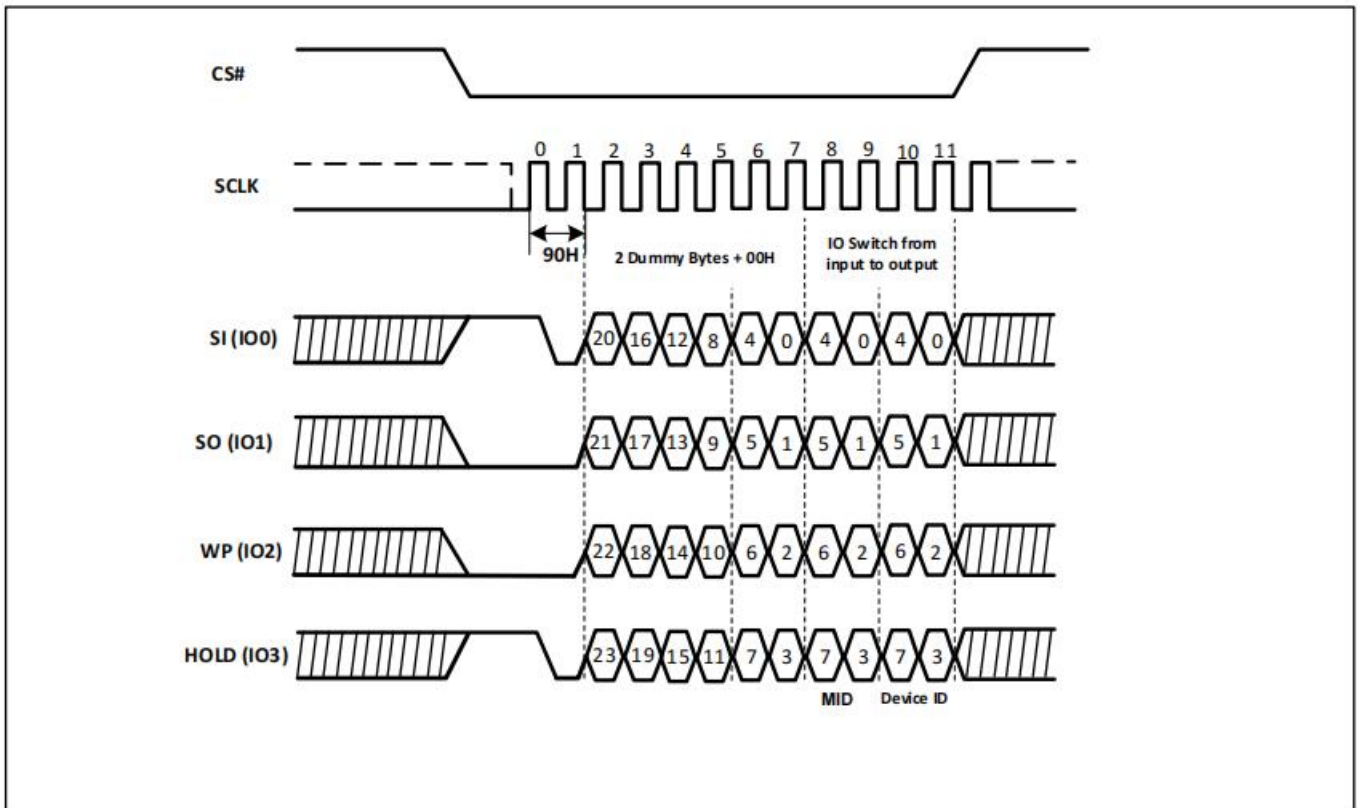 CS#
0 1 2 3 4 5 6 7 8 9 10 11
SCLK
90H
2 Dummy Bytes + 00H
IO Switch from
input to output
SI (IO0)
20 16 12 8 4 0 4 0 4 0
SO (IO1)
21 17 13 9 5 1 5 1 5 1
WP (IO2)
22 18 14 10 6 2 6 2 6 2
HOLD (IO3)
23 19 15 11 7 3 7 3 7 3
MID Device ID